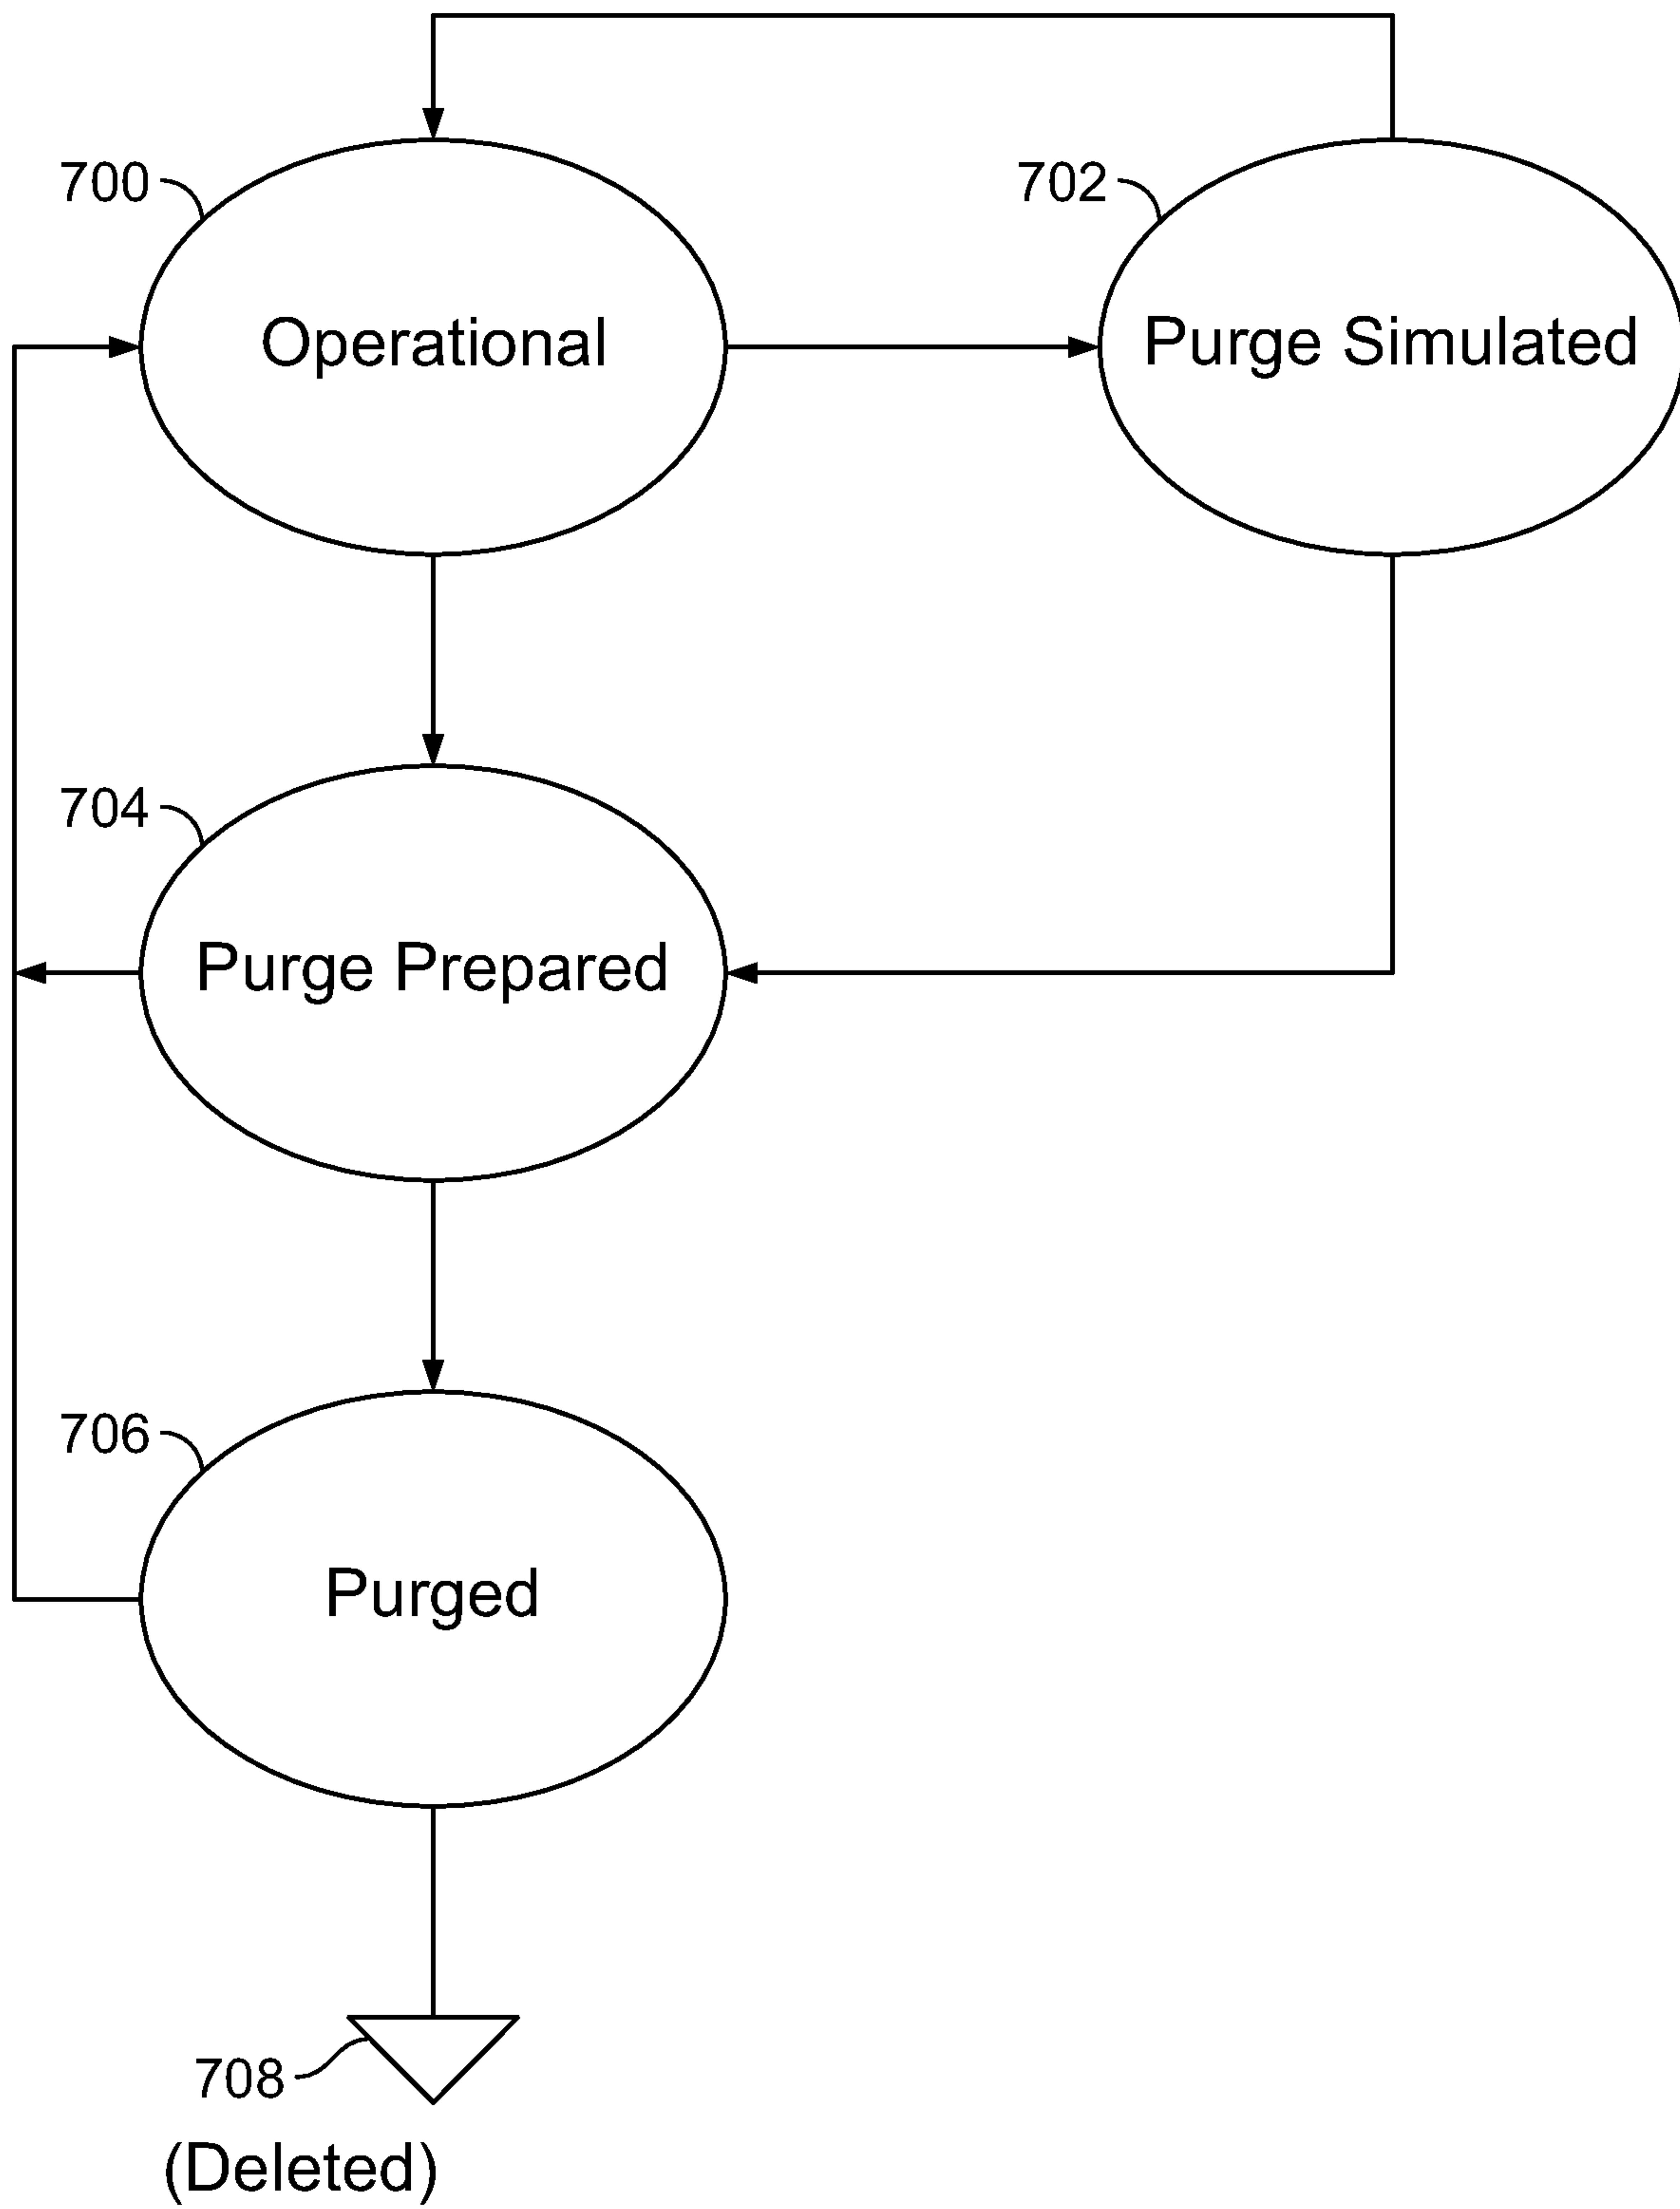 700
702
Operational
Purge Simulated
704
Purge Prepared
706
Purged
708
(Deleted)